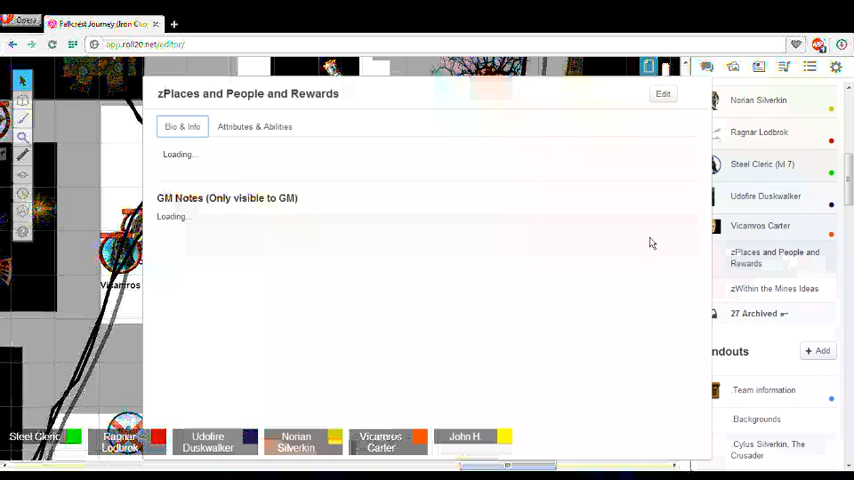 Opera
Fallcrest Journey (Iron Cla
app.roll20.net/editor/
zPlaces and People and Rewards
Edit
Bio & Info
Attributes & Abilities
Loading...
GM Notes (Only visible to GM)
Loading...
Norian Silverkin
Ragnar Lodbrok
Steel Cleric (lvl 7)
Udofire Duskwalker
Vicamros Carter
zPlaces and People and
Rewards
zWithin the Mines Ideas
27 Archived
ndouts
+ Add
.Team information
.Backgrounds
.Cylus Silverkin, The
Crusader
Vicamros
Steel Cleric
Ragnar
Lodbrok
Udofire
Duskwalker
Norian
Silverkin
Vicamros
Carter
John H.